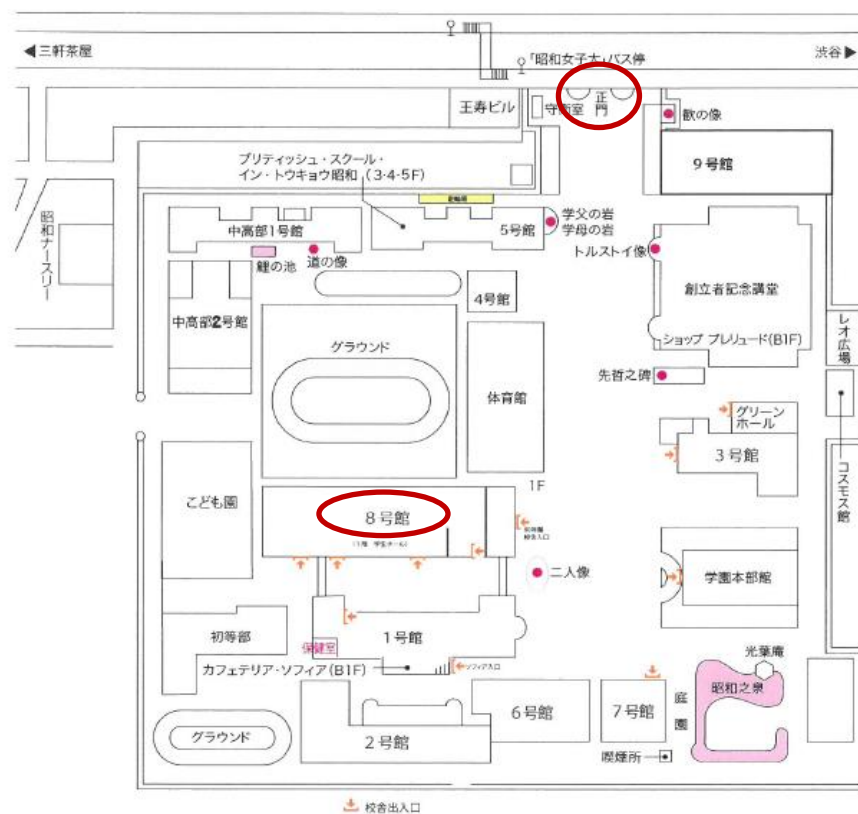 ◀三軒茶屋
「昭和女子大」バス停
渋谷▶
王寿ビル
守衛室
正門
歓の像
9号館
ブリティッシュ・スクール・
イン・トウキョウ昭和（3･4･5F）
昭和ナースリー
中高部1号館
5号館
学父の岩
学母の岩
鯉の池
道の像
トルストイ像
4号館
中高部2号館
創立者記念講堂
グラウンド
ショップ プレリュード(B1F)
レオ広場
体育館
先哲之碑
グリーン
ホール
3号館
こども園
1F
コスモス館
8号館
二人像
学園本部館
初等部
1号館
保健室
カフェテリア・ソフィア(B1F)
ソフィア入口
光葉庵
昭和之泉
庭園
6号館
7号館
グラウンド
2号館
喫煙所
校舎出入口